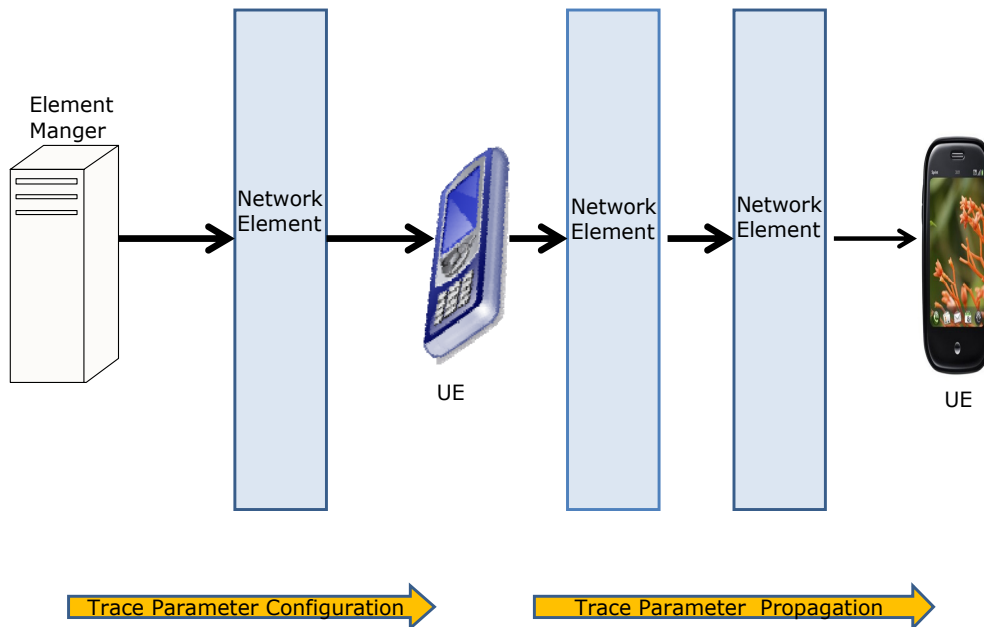 Element
Manger
Network
Element
Network
Element
Network
Element
UE
UE
Trace Parameter Configuration
Trace Parameter Propagation